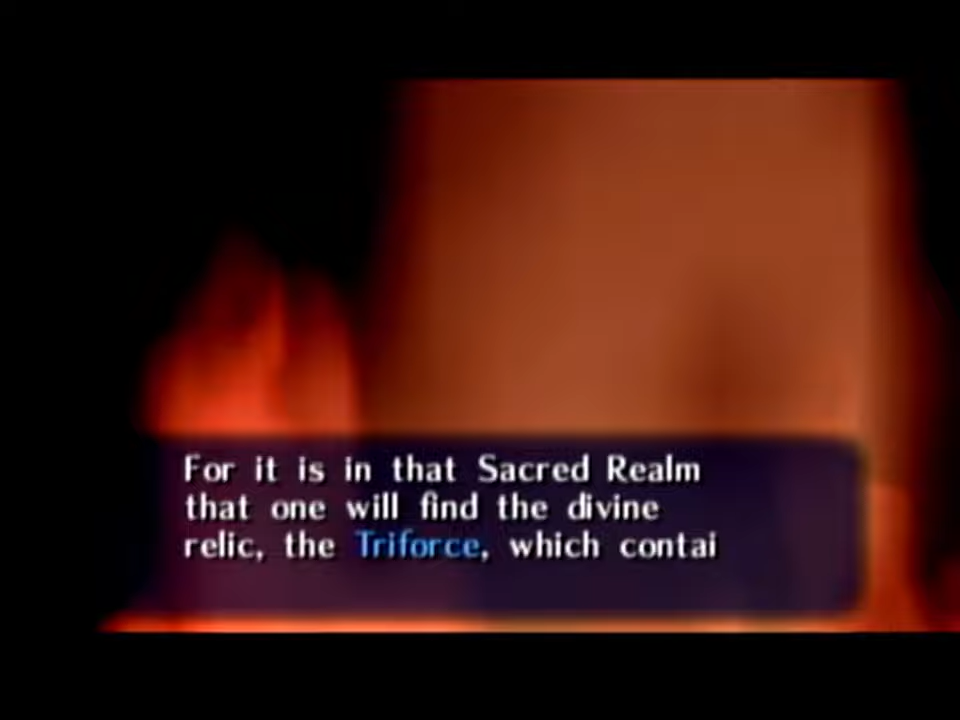 For it is in that Sacred Realm
that one will find the divine
relic, the Triforce, which contai